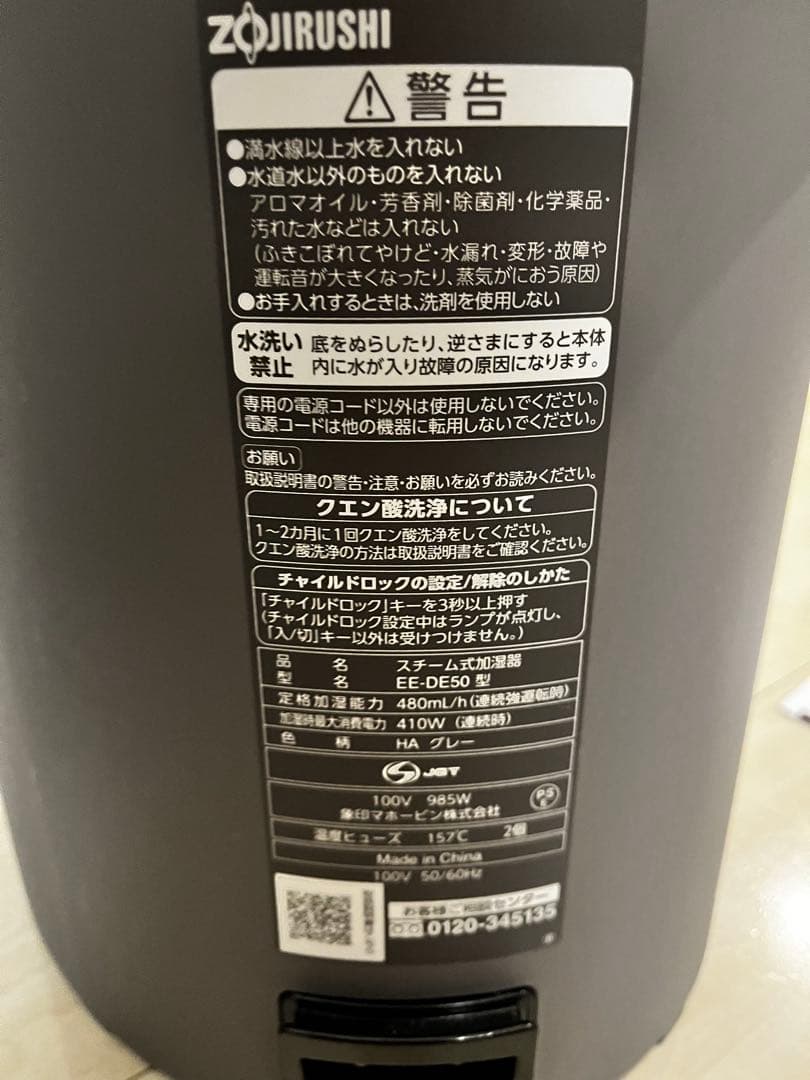 ZOJIRUSHI
警告
●満水線以上水を入れない
●水道水以外のものを入れない
アロマオイル・芳香剤・除菌剤・化学薬品・
汚れた水などは入れない
(ふきこぼれてやけど・水漏れ・変形・故障や
運転音が大きくなったり、蒸気がにおう原因)
●お手入れするときは、洗剤を使用しない
水洗い 底をぬらしたり、逆さまにすると本体
禁止 内に水が入り故障の原因になります。
専用の電源コード以外は使用しないでください。
電源コードは他の機器に転用しないでください。
お願い
取扱説明書の警告・注意・お願いを必ずお読みください。
クエン酸洗浄について
1～2カ月に1回クエン酸洗浄をしてください。
クエン酸洗浄の方法は取扱説明書をご確認ください。
チャイルドロックの設定/解除のしかた
「チャイルドロック」キーを3秒以上押す
(チャイルドロック設定中はランプが点灯し、
「入/切」キー以外は受けつけません。)
品名 スチーム式加湿器
型名 EE-DE50 型
定格加湿能力 480mL/h(連続強運転時)
加湿時最大消費電力 410W (連続時)
色柄 HA グレー
JET
100V 985W
PS E
象印マホービン株式会社
温度ヒューズ 157℃ 2個
Made in China
100V 50/60Hz
お客様ご相談センター
0120-345135